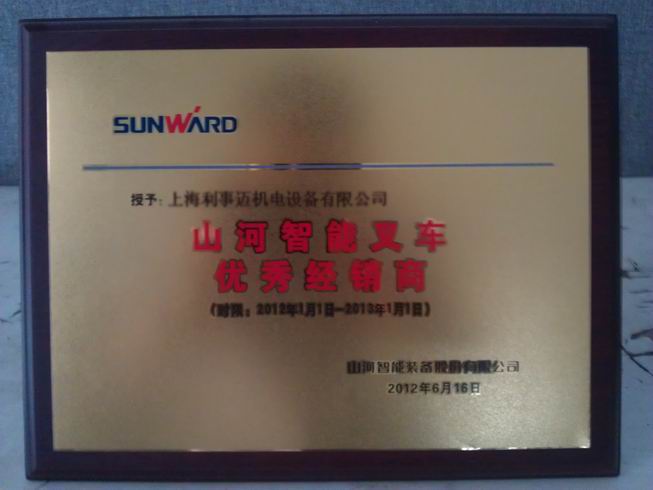 SUNWARD
授予：上海利事迈机电设备有限公司
山河智能叉车
优秀经销商
（时限：2012年1月1日—2013年1月1日）
山河智能装备股份有限公司
2012年6月16日